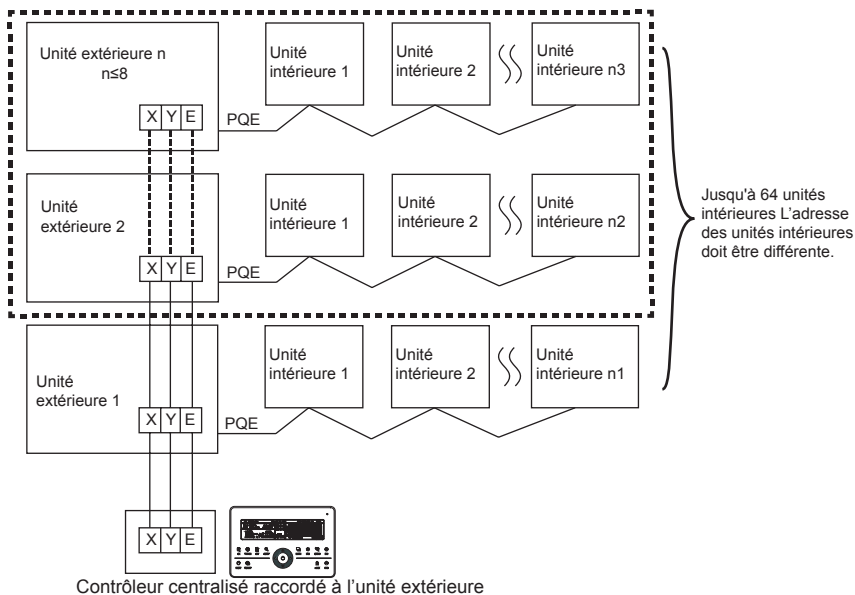 Unité extérieure n
n≤8
X Y E
PQE
Unité
intérieure 1
Unité
intérieure 2
Unité
intérieure n3
Unité
extérieure 2
X Y E
PQE
Unité
intérieure 1
Unité
intérieure 2
Unité
intérieure n2
Jusqu'à 64 unités
intérieures L'adresse
des unités intérieures
doit être différente.
Unité
extérieure 1
X Y E
PQE
Unité
intérieure 1
Unité
intérieure 2
Unité
intérieure n1
X Y E
Contrôleur centralisé raccordé à l'unité extérieure